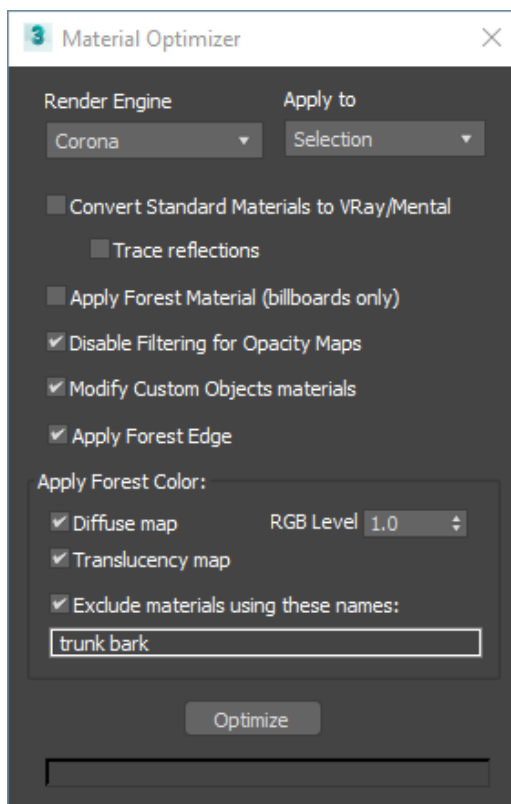 3 Material Optimizer
Render Engine Apply to
Corona Selection
Convert Standard Materials to VRay/Mental
Trace reflections
Apply Forest Material (billboards only)
Disable Filtering for Opacity Maps
Modify Custom Objects materials
Apply Forest Edge
Apply Forest Color:
Diffuse map RGB Level 1.0
Translucency map
Exclude materials using these names:
trunk bark
Optimize